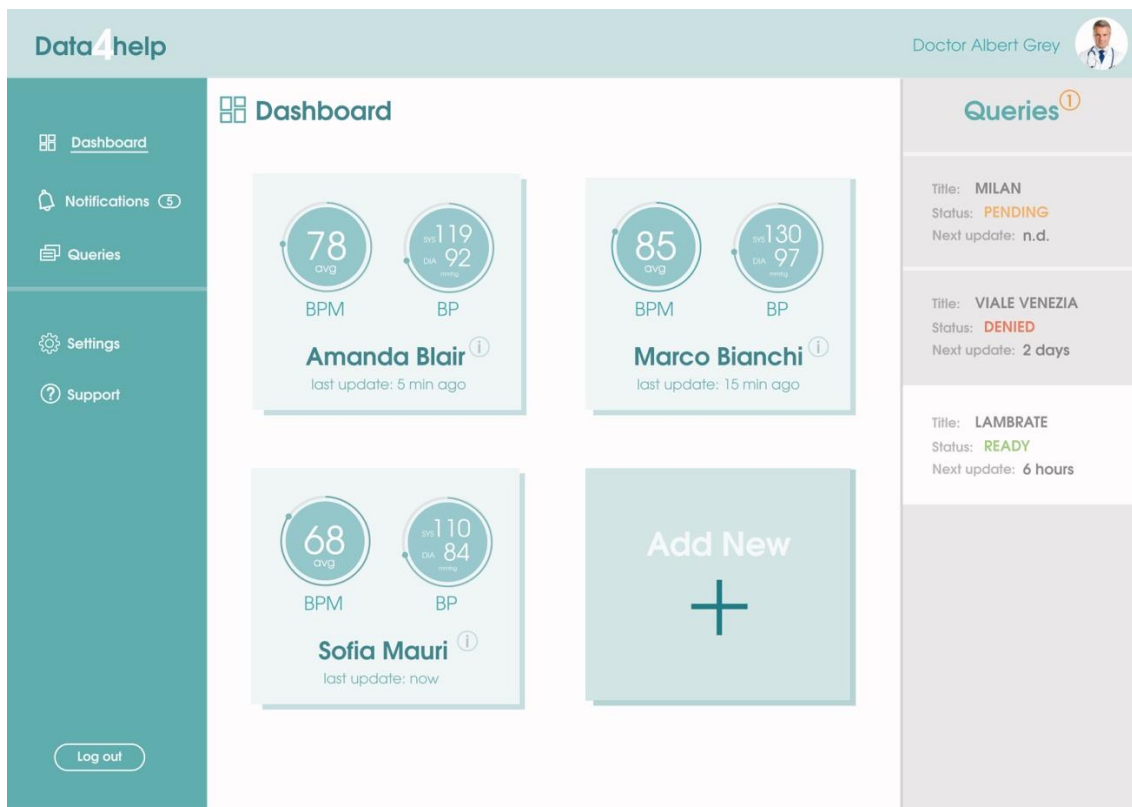 Data4help
Doctor Albert Grey
Dashboard
Notifications 5
Queries
Settings
Support
Log out
Dashboard
78
avg
BPM
SYS 119
DIA 92
mmHg
BP
Amanda Blair i
last update: 5 min ago
85
avg
BPM
SYS 130
DIA 97
mmHg
BP
Marco Bianchi i
last update: 15 min ago
68
avg
BPM
SYS 110
DIA 84
mmHg
BP
Sofia Mauri i
last update: now
Add New
Queries 1
Title: MILAN
Status: PENDING
Next update: n.d.
Title: VIALE VENEZIA
Status: DENIED
Next update: 2 days
Title: LAMBRATE
Status: READY
Next update: 6 hours